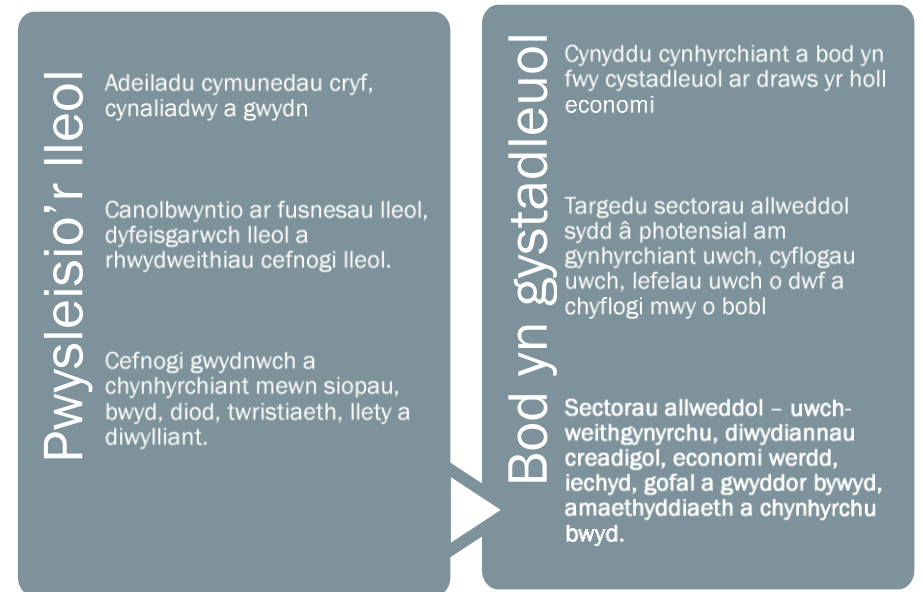 Pwysleisio’r lleol
Adeiladu cymunedau cryf,
cynaliadwy a gwydn
Canolbwyntio ar fusnesau lleol,
dyfeisgarwch lleol a
rhwydweithiau cefnogi lleol.
Cefnogi gwydnwch a
chynhyrchiant mewn siopau,
bwyd, diod, twristiaeth, llety a
diwylliant.
Bod yn gystadleuol
Cynyddu cynhyrchiant a bod yn
fwy cystadleuol ar draws yr holl
economi
Targedu sectorau allweddol
sydd â photensial am
gynhyrchiant uwch, cyflogau
uwch, lefelau uwch o dwf a
chyflogi mwy o bobl
Sectorau allweddol – uwch-
weithgynyrchu, diwydiannau
creadigol, economi werdd,
iechyd, gofal a gwyddor bywyd,
amaethyddiaeth a chynhyrchu
bwyd.